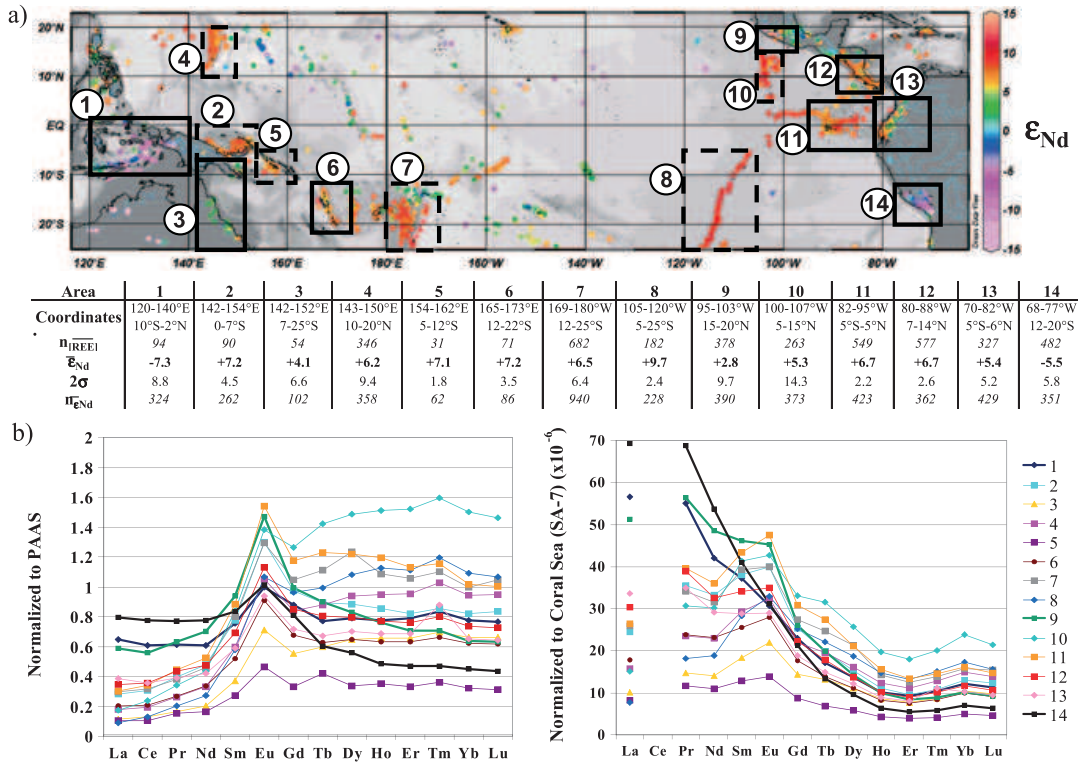 a)
20°N
10°N
EQ
10°S
20°S
1
2
3
4
5
6
7
8
9
10
11
12
13
14
120°E
140°E
160°E
180°E
160°W
140°W
120°W
100°W
80°W
15
10
5
0
-5
-10
-15
εNd
Ocean Data View
Area 1 2 3 4 5 6 7 8 9 10 11 12 13 14
Coordinates 120-140°E 142-154°E 142-152°E 143-150°E 154-162°E 165-173°E 169-180°W 105-120°W 95-103°W 100-107°W 82-95°W 80-88°W 70-82°W 68-77°W
10°S-2°N 0-7°S 7-25°S 10-20°N 5-12°S 12-22°S 12-25°S 5-25°S 15-20°N 5-15°N 5°S-5°N 7-14°N 5°S-6°N 12-20°S
n[REE] 94 90 54 346 31 71 682 182 378 263 549 577 327 482
εNd -7.3 +7.2 +4.1 +6.2 +7.1 +7.2 +6.5 +9.7 +2.8 +5.3 +6.7 +6.7 +5.4 -5.5
2σ 8.8 4.5 6.6 9.4 1.8 3.5 6.4 2.4 9.7 14.3 2.2 2.6 5.2 5.8
nεNd 324 262 102 358 62 86 940 228 390 373 423 362 429 351
b)
Normalized to PAAS
2
1.8
1.6
1.4
1.2
1
0.8
0.6
0.4
0.2
0
La Ce Pr Nd Sm Eu Gd Tb Dy Ho Er Tm Yb Lu
Normalized to Coral Sea (SA-7) (x10⁻⁶)
70
60
50
40
30
20
10
0
La Ce Pr Nd Sm Eu Gd Tb Dy Ho Er Tm Yb Lu
1
2
3
4
5
6
7
8
9
10
11
12
13
14